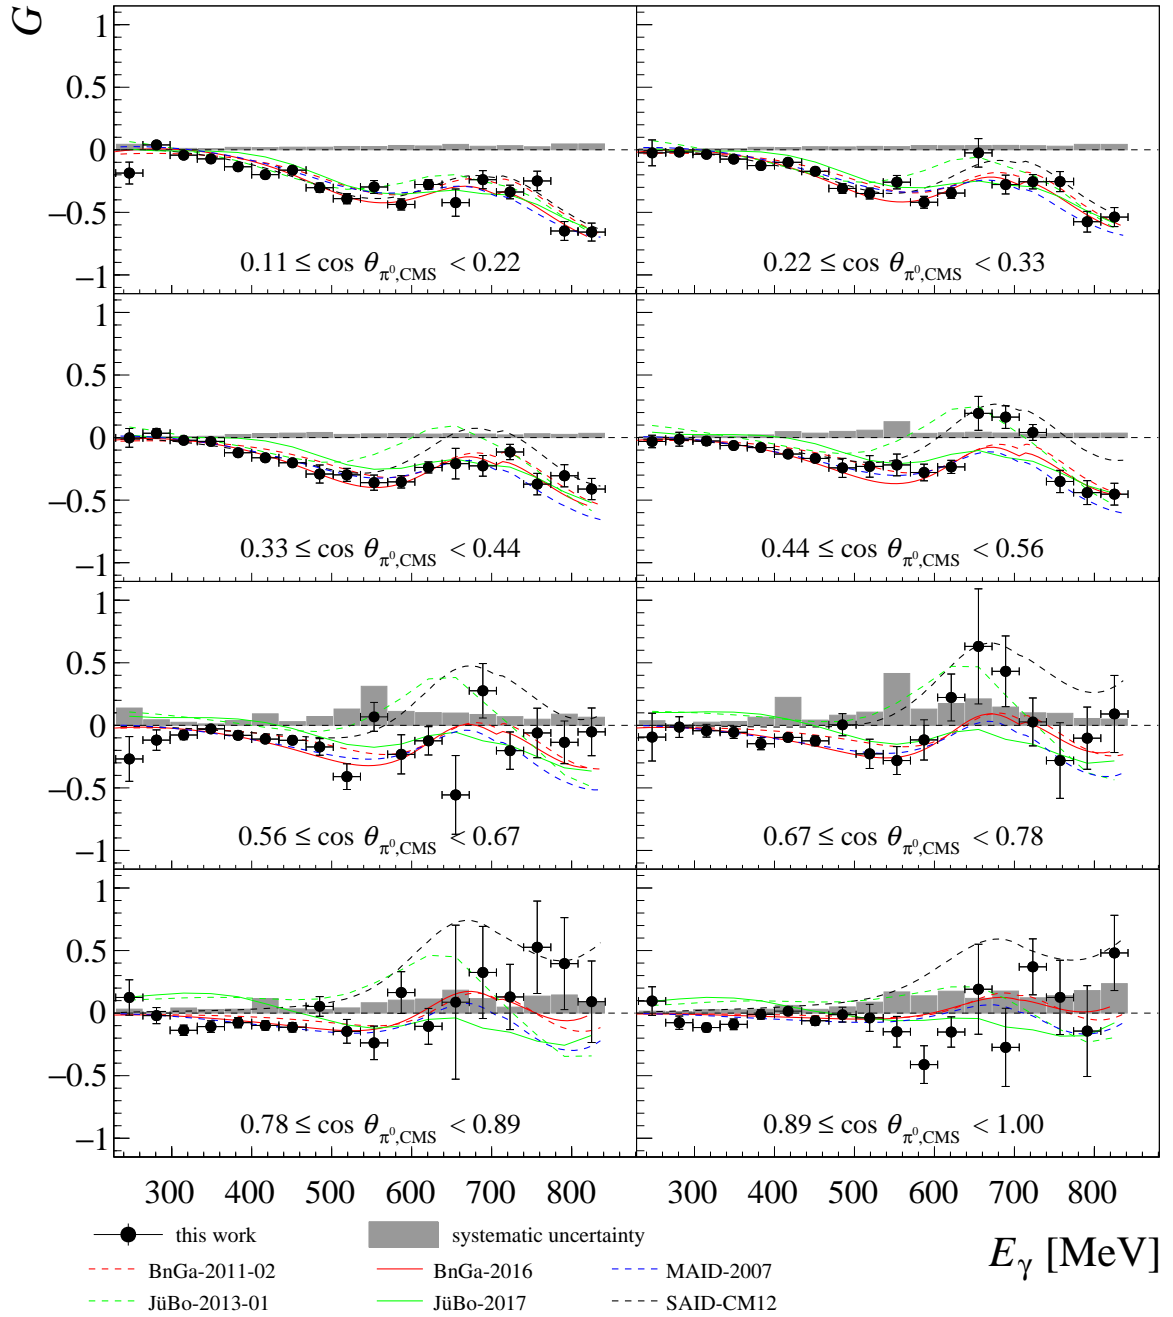 G
1
0.5
0
−0.5
−1
0.11 ≤ cos θπ⁰,CMS < 0.22
0.22 ≤ cos θπ⁰,CMS < 0.33
1
0.5
0
−0.5
−1
0.33 ≤ cos θπ⁰,CMS < 0.44
0.44 ≤ cos θπ⁰,CMS < 0.56
1
0.5
0
−0.5
−1
0.56 ≤ cos θπ⁰,CMS < 0.67
0.67 ≤ cos θπ⁰,CMS < 0.78
1
0.5
0
−0.5
−1
0.78 ≤ cos θπ⁰,CMS < 0.89
0.89 ≤ cos θπ⁰,CMS < 1.00
300 400 500 600 700 800 300 400 500 600 700 800
Eγ [MeV]
this work systematic uncertainty
BnGa-2011-02 BnGa-2016 MAID-2007
JüBo-2013-01 JüBo-2017 SAID-CM12